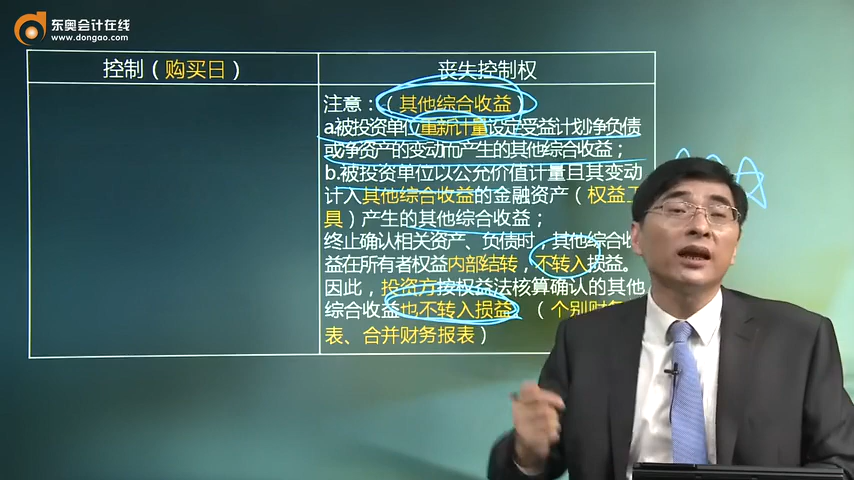 东奥会计在线
www.dongao.com
控制（购买日）
丧失控制权
注意：（其他综合收益）
a.被投资单位重新计量设定受益计划净负债
或净资产的变动而产生的其他综合收益；
b.被投资单位以公允价值计量且其变动
计入其他综合收益的金融资产（权益工
具）产生的其他综合收益；
终止确认相关资产、负债时，其他综合收
益在所有者权益内部结转，不转入损益。
因此，投资方按权益法核算确认的其他
综合收益也不转入损益。（个别财务
表、合并财务报表）